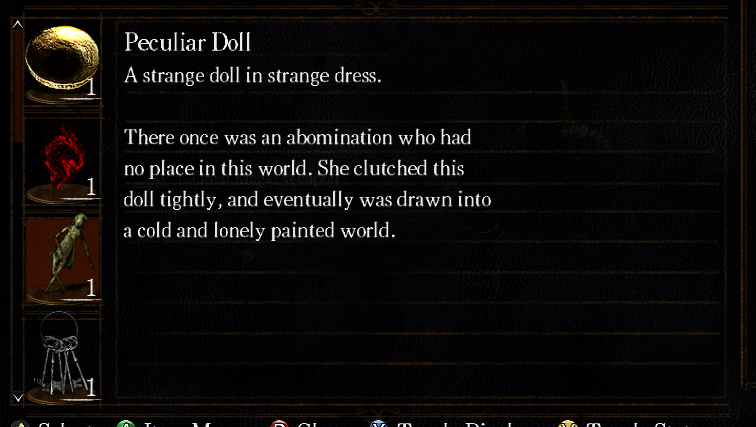 Peculiar Doll
A strange doll in strange dress.
There once was an abomination who had
no place in this world. She clutched this
doll tightly, and eventually was drawn into
a cold and lonely painted world.
1
1
1
1